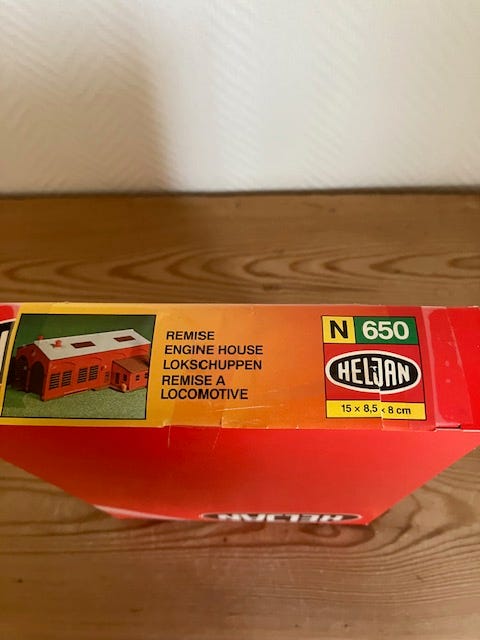 REMISE
ENGINE HOUSE
LOKSCHUPPEN
REMISE A
LOCOMOTIVE
N 650
HELJAN
15 x 8,5 x 8 cm
HELJAN